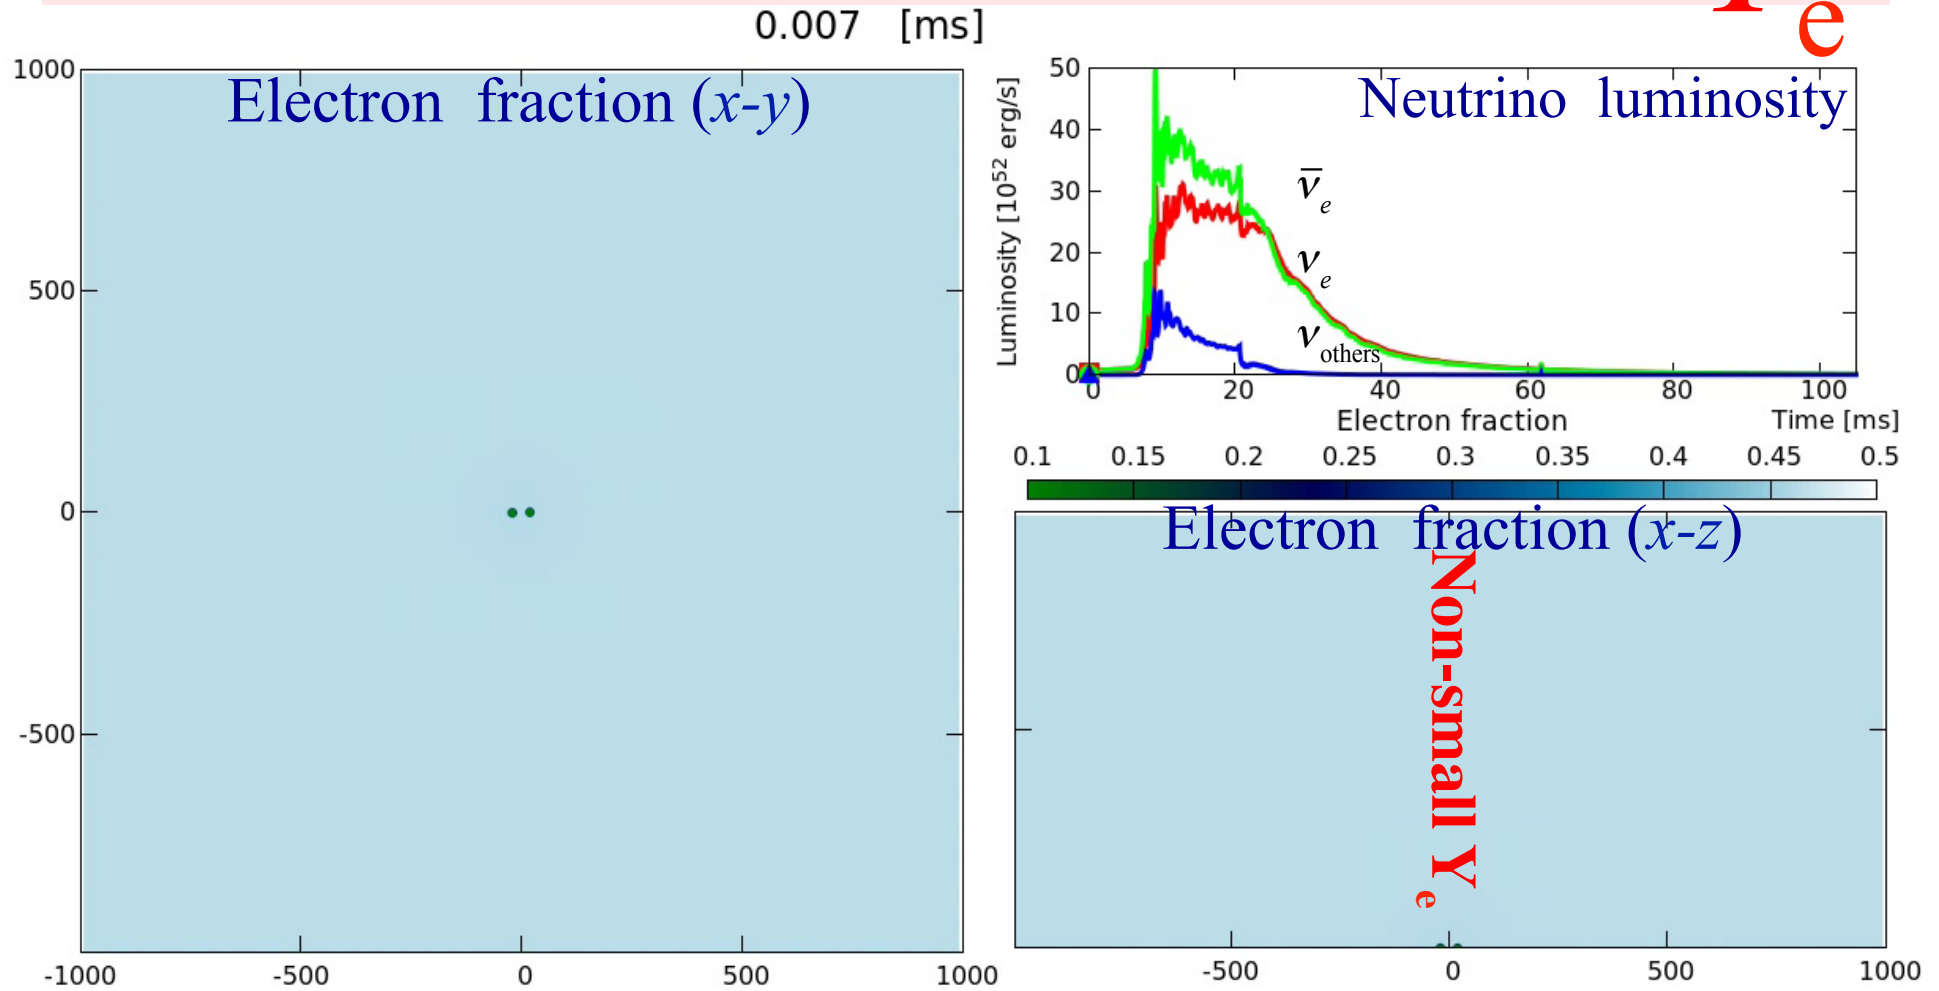 e
0.007 [ms]
Electron fraction (x-y)
1000
500
0
-500
-1000 -500 0 500 1000
Neutrino luminosity
Luminosity [10^52 erg/s]
50
40
30
20
10
0
ν̄e
νe
νothers
0 20 40 60 80 100
Time [ms]
Electron fraction
0.1 0.15 0.2 0.25 0.3 0.35 0.4 0.45 0.5
Electron fraction (x-z)
Non-small Ye
-500 0 500 1000